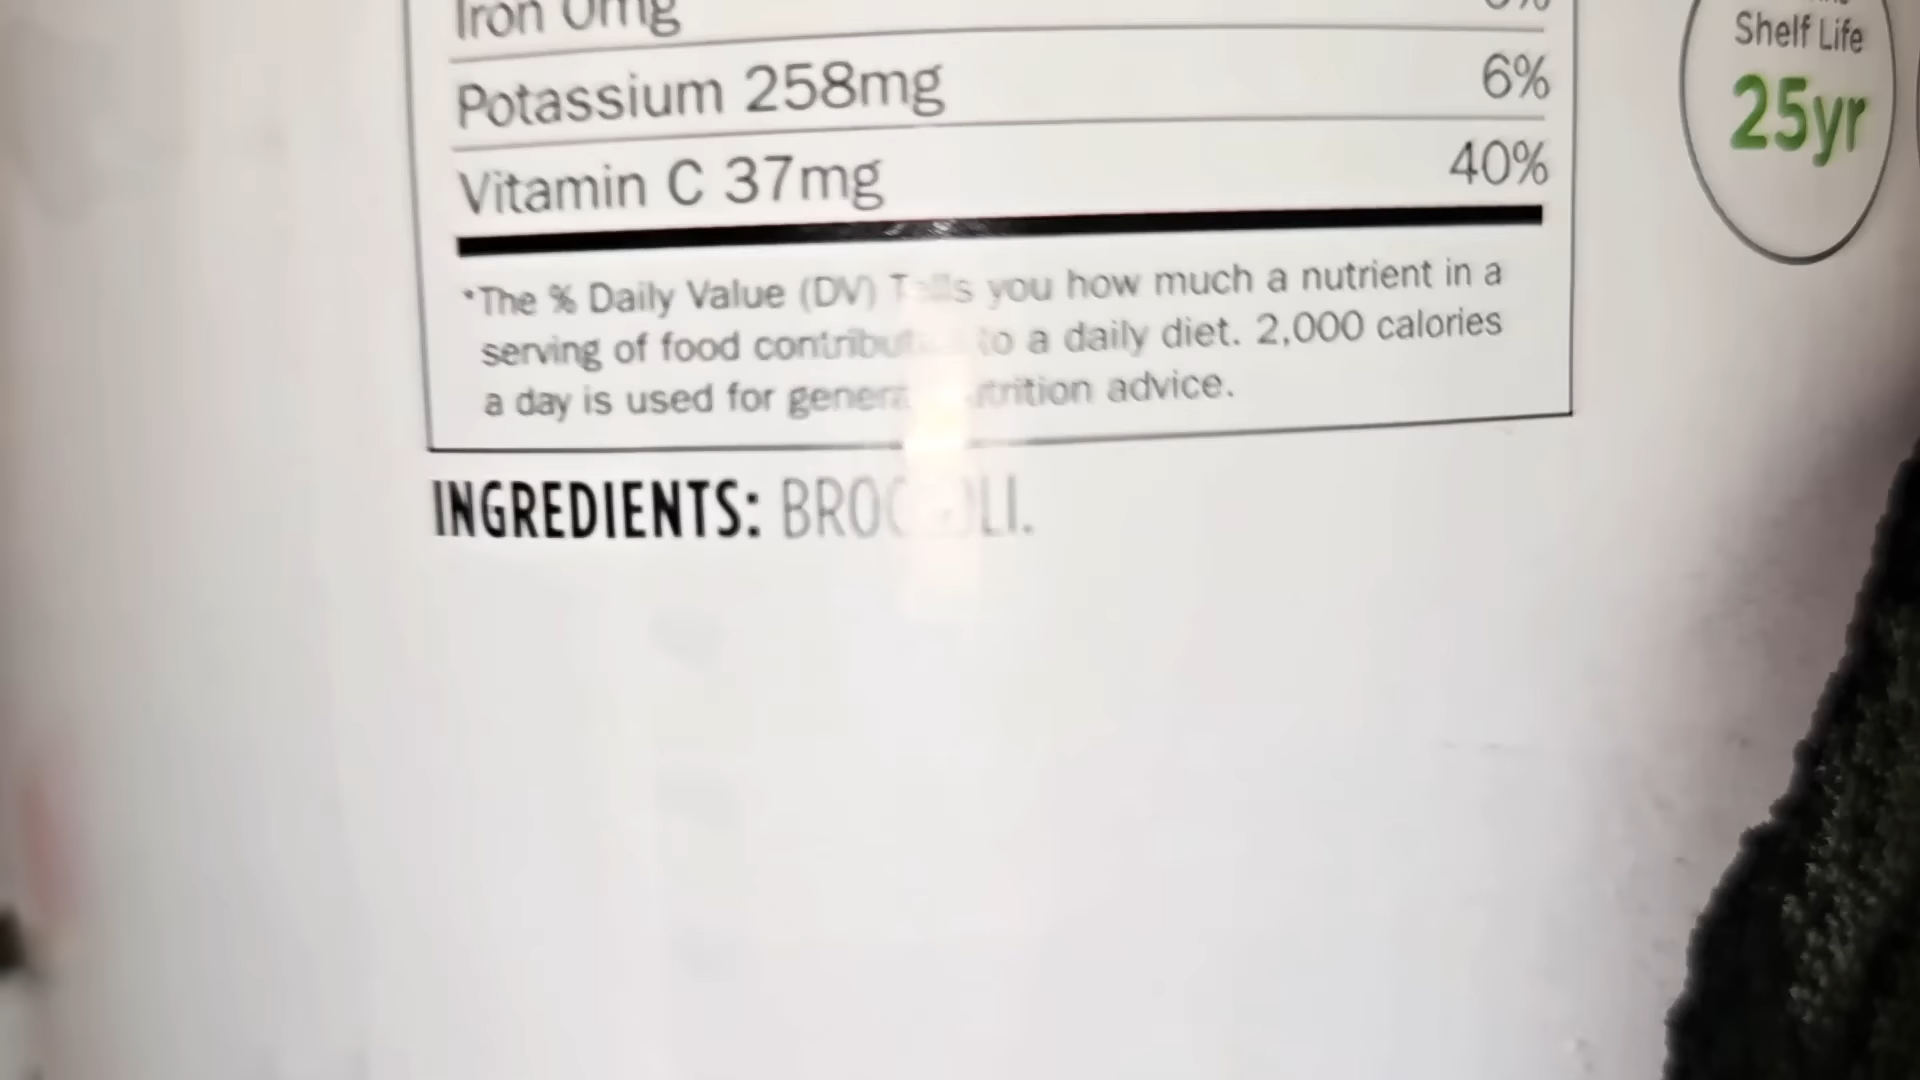 Iron 0mg
Potassium 258mg 6%
Vitamin C 37mg 40%
*The % Daily Value (DV) Tells you how much a nutrient in a
serving of food contributes to a daily diet. 2,000 calories
a day is used for general nutrition advice.
INGREDIENTS: BROCCOLI.
Shelf Life
25yr